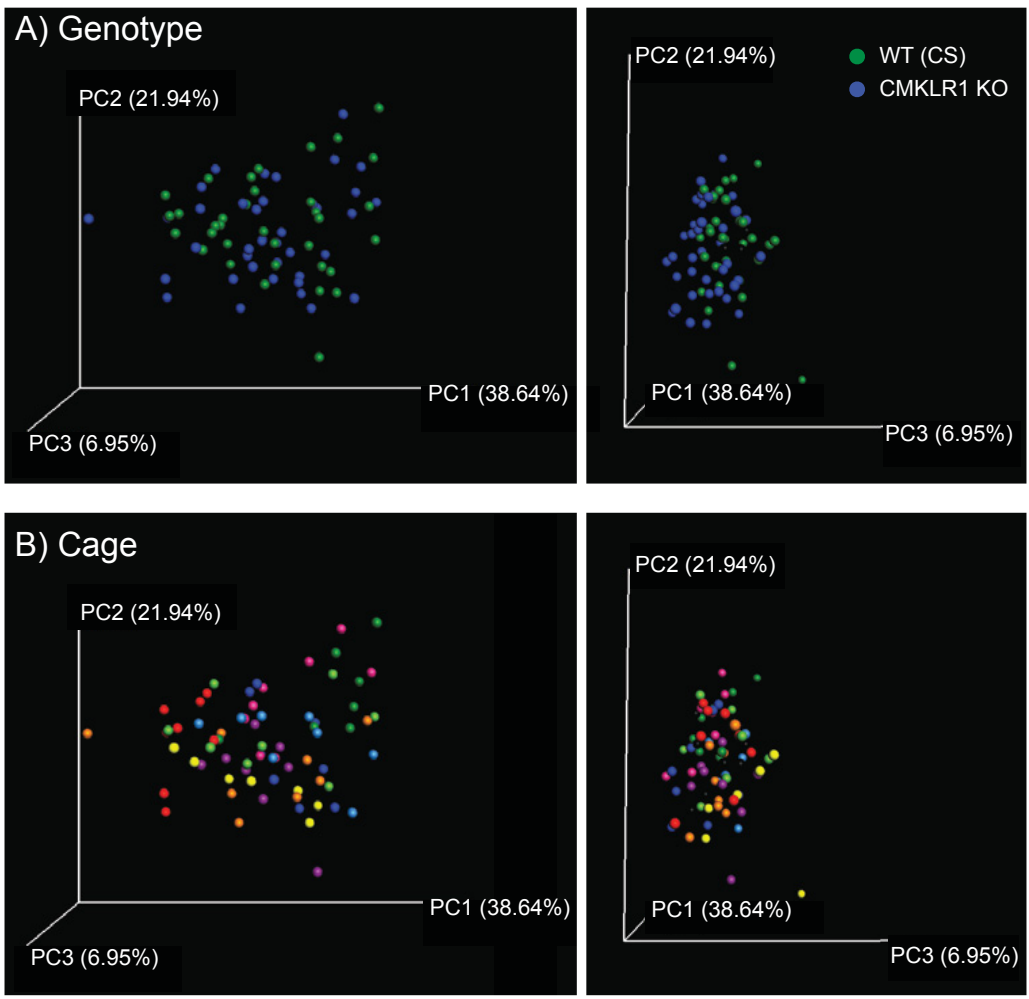 A) Genotype
PC2 (21.94%)
PC1 (38.64%)
PC3 (6.95%)
PC2 (21.94%)
WT (CS)
CMKLR1 KO
PC1 (38.64%)
PC3 (6.95%)
B) Cage
PC2 (21.94%)
PC1 (38.64%)
PC3 (6.95%)
PC2 (21.94%)
PC1 (38.64%)
PC3 (6.95%)